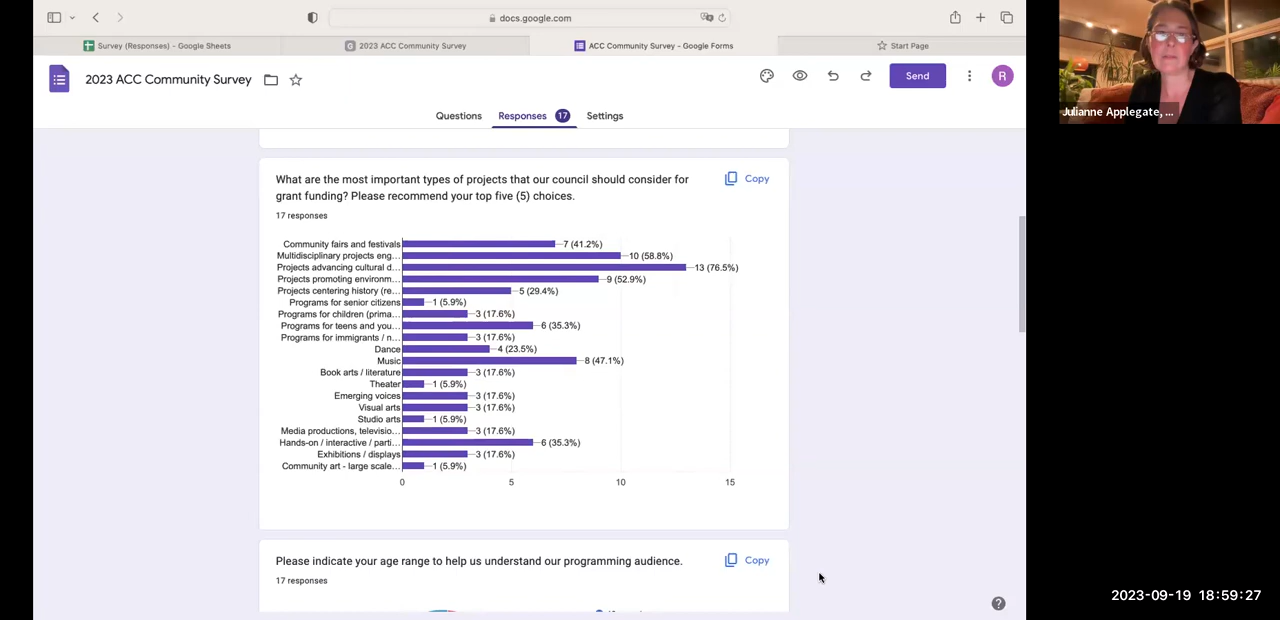 docs.google.com
Survey (Responses) - Google Sheets
2023 ACC Community Survey
ACC Community Survey - Google Forms
Start Page
2023 ACC Community Survey
Send
R
Questions
Responses 17
Settings
What are the most important types of projects that our council should consider for
grant funding? Please recommend your top five (5) choices.
Copy
17 responses
Community fairs and festivals 7 (41.2%)
Multidisciplinary projects eng... 10 (58.8%)
Projects advancing cultural d... 13 (76.5%)
Projects promoting environm... 9 (52.9%)
Projects centering history (re... 5 (29.4%)
Programs for senior citizens 1 (5.9%)
Programs for children (prima... 3 (17.6%)
Programs for teens and you... 6 (35.3%)
Programs for immigrants / n... 3 (17.6%)
Dance 4 (23.5%)
Music 8 (47.1%)
Book arts / literature 3 (17.6%)
Theater 1 (5.9%)
Emerging voices 3 (17.6%)
Visual arts 3 (17.6%)
Studio arts 1 (5.9%)
Media productions, televisio... 3 (17.6%)
Hands-on / interactive / parti... 6 (35.3%)
Exhibitions / displays 3 (17.6%)
Community art - large scale... 1 (5.9%)
0 5 10 15
Please indicate your age range to help us understand our programming audience.
Copy
17 responses
Julianne Applegate, ...
2023-09-19 18:59:27